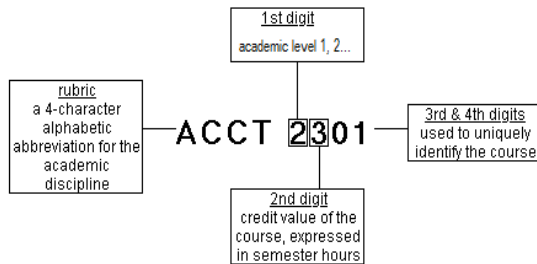 1st digit
academic level 1, 2...
rubric
a 4-character
alphabetic
abbreviation for the
academic
discipline
ACCT 2301
3rd & 4th digits
used to uniquely
identify the course
2nd digit
credit value of the
course, expressed
in semester hours